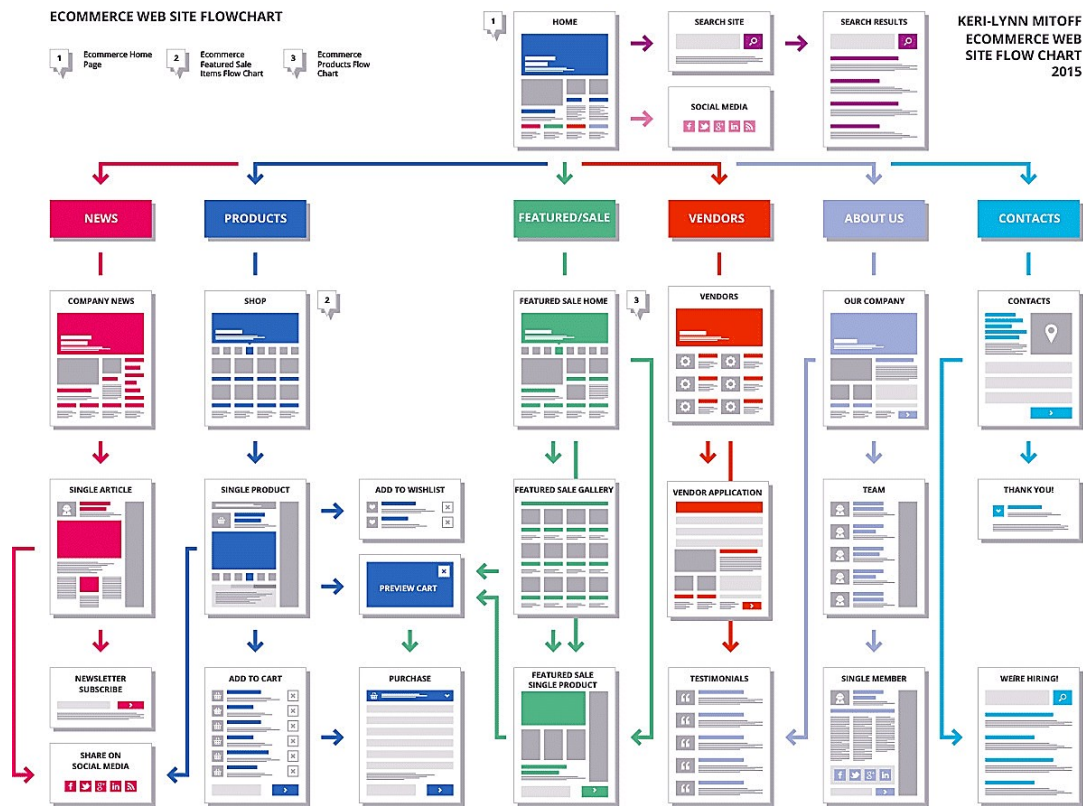 ECOMMERCE WEB SITE FLOWCHART
1
Ecommerce Home
Page
2
Ecommerce
Featured Sale
Items Flow Chart
3
Ecommerce
Products Flow
Chart
1
HOME
SEARCH SITE
SEARCH RESULTS
SOCIAL MEDIA
KERI-LYNN MITOFF
ECOMMERCE WEB
SITE FLOW CHART
2015
NEWS
PRODUCTS
FEATURED/SALE
VENDORS
ABOUT US
CONTACTS
COMPANY NEWS
SHOP
2
FEATURED SALE HOME
3
VENDORS
OUR COMPANY
CONTACTS
SINGLE ARTICLE
SINGLE PRODUCT
ADD TO WISHLIST
FEATURED SALE GALLERY
VENDOR APPLICATION
TEAM
THANK YOU!
PREVIEW CART
NEWSLETTER
SUBSCRIBE
ADD TO CART
PURCHASE
FEATURED SALE
SINGLE PRODUCT
TESTIMONIALS
SINGLE MEMBER
WE'RE HIRING!
SHARE ON
SOCIAL MEDIA